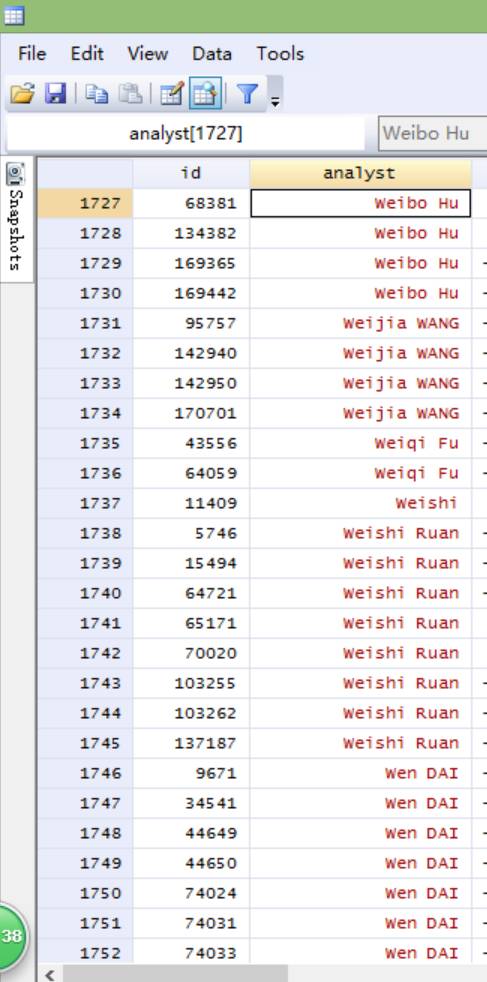 File Edit View Data Tools
analyst[1727] Weibo Hu
Snapshots
id analyst
1727 68381 Weibo Hu
1728 134382 Weibo Hu
1729 169365 Weibo Hu
1730 169442 Weibo Hu
1731 95757 Weijia WANG
1732 142940 Weijia WANG
1733 142950 Weijia WANG
1734 170701 Weijia WANG
1735 43556 Weiqi Fu
1736 64059 Weiqi Fu
1737 11409 Weishi
1738 5746 Weishi Ruan
1739 15494 Weishi Ruan
1740 64721 Weishi Ruan
1741 65171 Weishi Ruan
1742 70020 Weishi Ruan
1743 103255 Weishi Ruan
1744 103262 Weishi Ruan
1745 137187 Weishi Ruan
1746 9671 Wen DAI
1747 34541 Wen DAI
1748 44649 Wen DAI
1749 44650 Wen DAI
1750 74024 Wen DAI
1751 74031 Wen DAI
1752 74033 Wen DAI
38